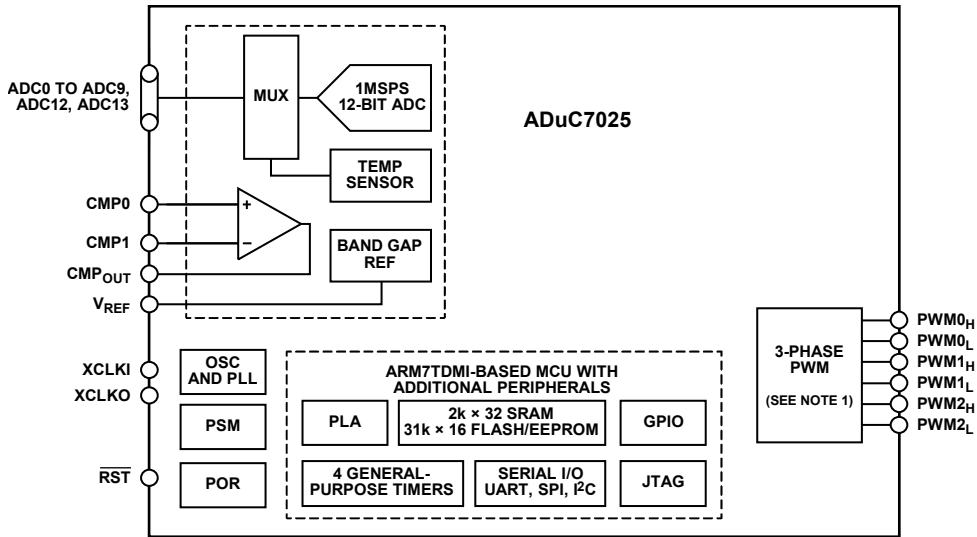 ADuC7025
ADC0 TO ADC9,
ADC12, ADC13
MUX
1MSPS
12-BIT ADC
TEMP
SENSOR
CMP0
+
CMP1
−
CMPOUT
VREF
BAND GAP
REF
XCLKI
XCLKO
RST
OSC
AND PLL
PSM
POR
ARM7TDMI-BASED MCU WITH
ADDITIONAL PERIPHERALS
PLA
2k × 32 SRAM
31k × 16 FLASH/EEPROM
GPIO
4 GENERAL-
PURPOSE TIMERS
SERIAL I/O
UART, SPI, I2C
JTAG
3-PHASE
PWM
(SEE NOTE 1)
PWM0H
PWM0L
PWM1H
PWM1L
PWM2H
PWM2L